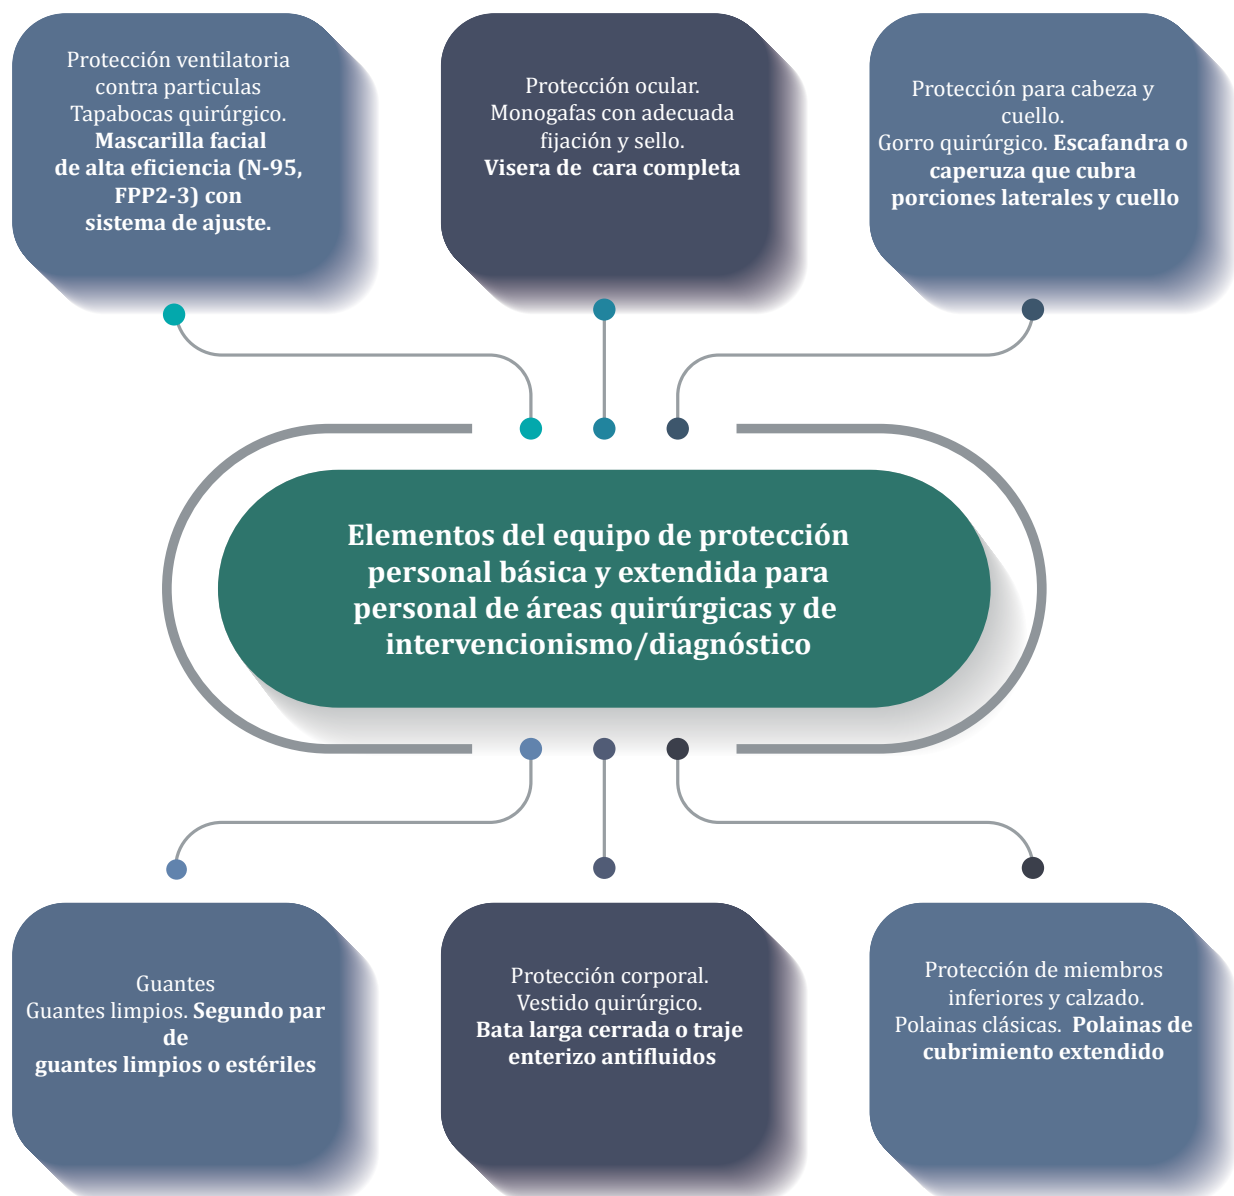 Protección ventilatoria
contra particulas
Tapabocas quirúrgico.
Mascarilla facial
de alta eficiencia (N-95,
FPP2-3) con
sistema de ajuste.
Protección ocular.
Monogafas con adecuada
fijación y sello.
Visera de cara completa
Protección para cabeza y
cuello.
Gorro quirúrgico. Escafandra o
caperuza que cubra
porciones laterales y cuello
Elementos del equipo de protección
personal básica y extendida para
personal de áreas quirúrgicas y de
intervencionismo/diagnóstico
Guantes
Guantes limpios. Segundo par
de
guantes limpios o estériles
Protección corporal.
Vestido quirúrgico.
Bata larga cerrada o traje
enterizo antifluidos
Protección de miembros
inferiores y calzado.
Polainas clásicas. Polainas de
cubrimiento extendido